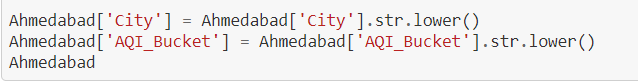 Ahmedabad['City'] = Ahmedabad['City'].str.lower()
Ahmedabad['AQI_Bucket'] = Ahmedabad['AQI_Bucket'].str.lower()
Ahmedabad